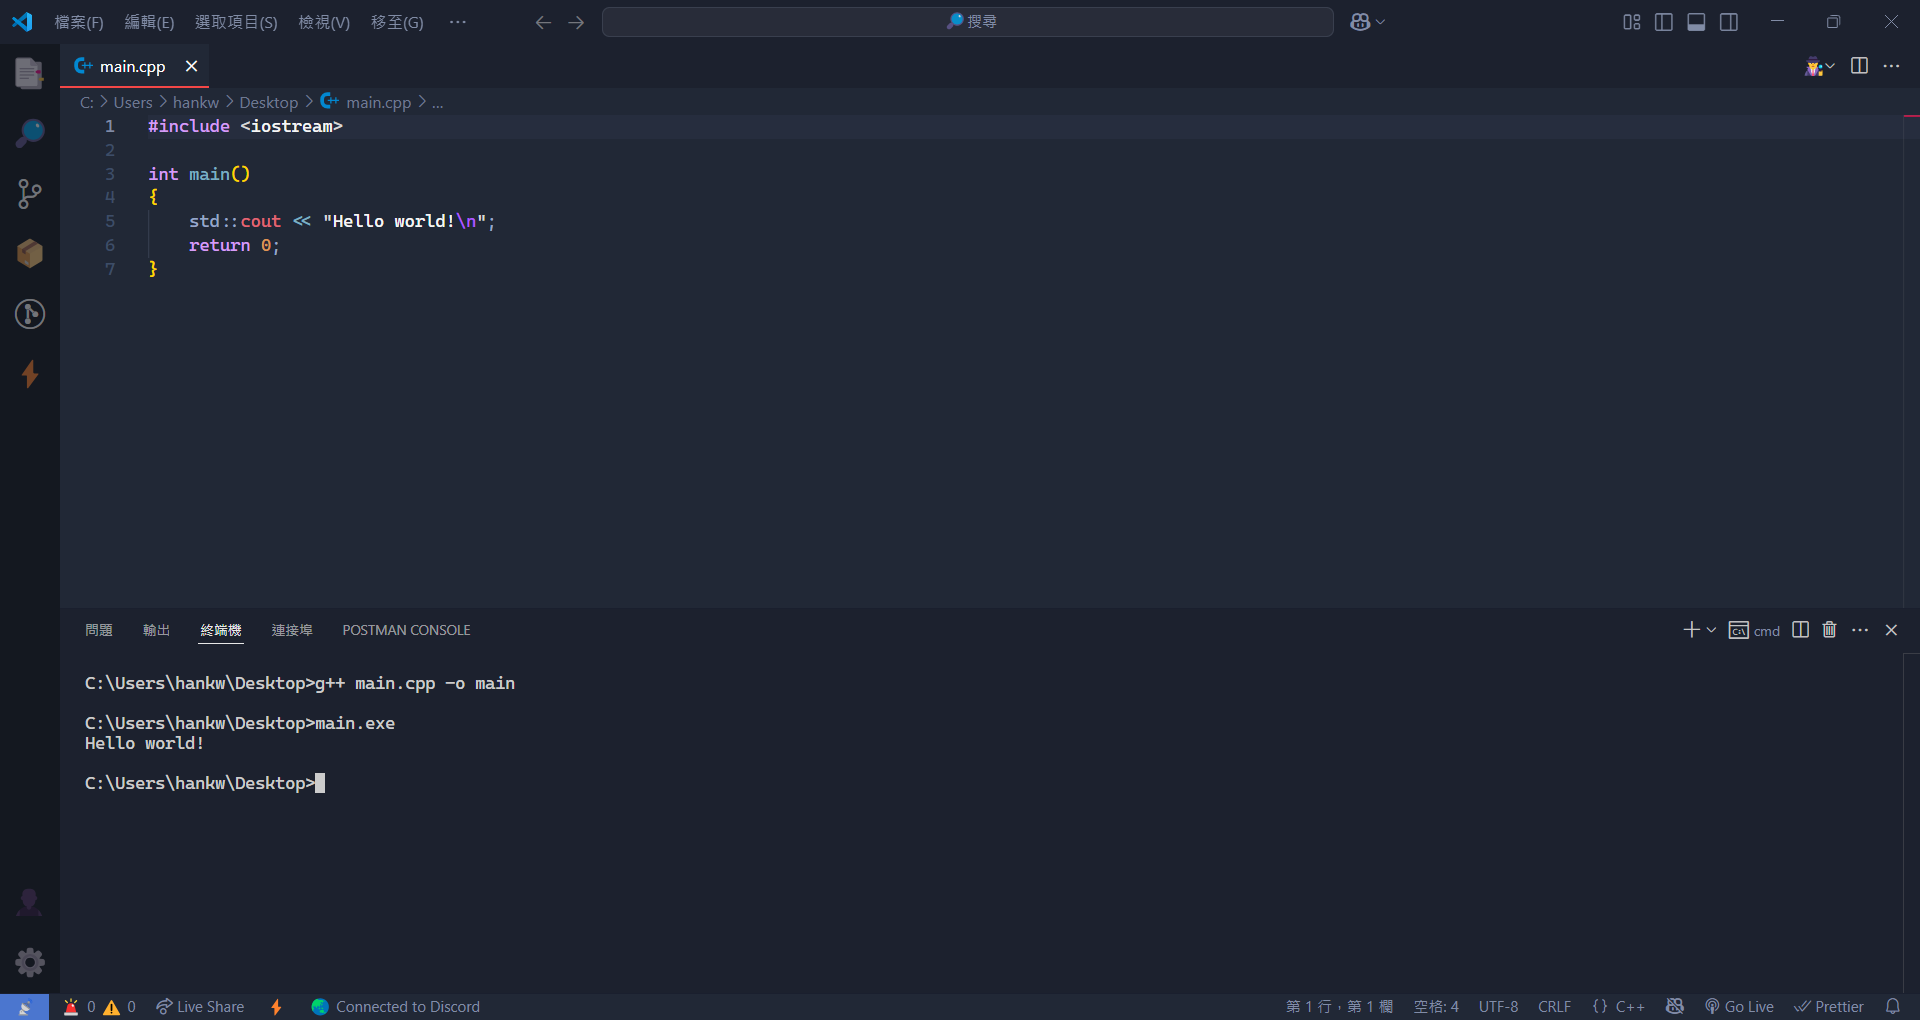 檔案(F) 編輯(E) 選取項目(S) 檢視(V) 移至(G) ··· 搜尋
main.cpp
C: > Users > hankw > Desktop > main.cpp > ...
1 #include <iostream>
2
3 int main()
4 {
5 std::cout << "Hello world!\n";
6 return 0;
7 }
問題 輸出 終端機 連接埠 POSTMAN CONSOLE cmd
C:\Users\hankw\Desktop>g++ main.cpp -o main
C:\Users\hankw\Desktop>main.exe
Hello world!
C:\Users\hankw\Desktop>
0 0 Live Share Connected to Discord 第 1 行，第 1 欄 空格: 4 UTF-8 CRLF {} C++ Go Live Prettier